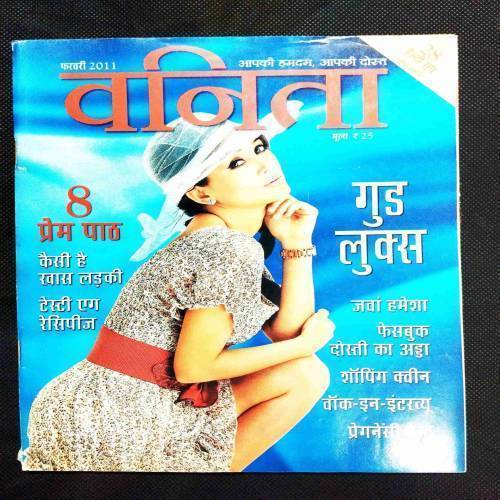 फरवरी 2011
आपकी हमदम, आपकी दोस्त
वनिता
मूल्य ₹ 25
8
प्रेम पाठ
कैसी है
खास लड़की
टेस्टी एग
रेसिपीज
गुड
लुक्स
जवां हमेशा
फेसबुक
दोस्ती का अड्डा
शॉपिंग क्वीन
वॉक-इन-इंटरव्यू
प्रेगनेंसी